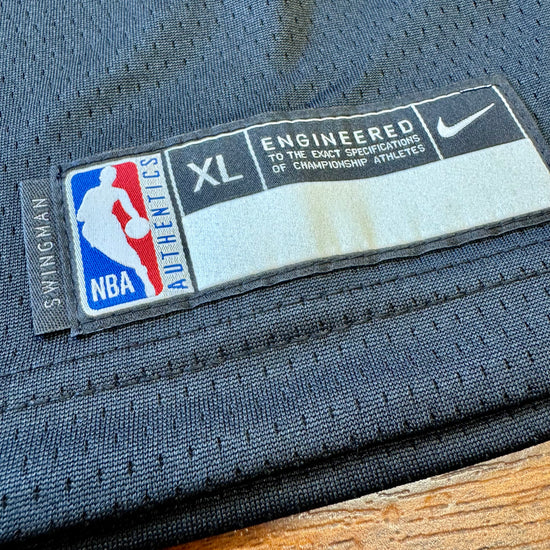 SWINGMAN
NBA
AUTHENTICS
XL
ENGINEERED
TO THE EXACT SPECIFICATIONS
OF CHAMPIONSHIP ATHLETES